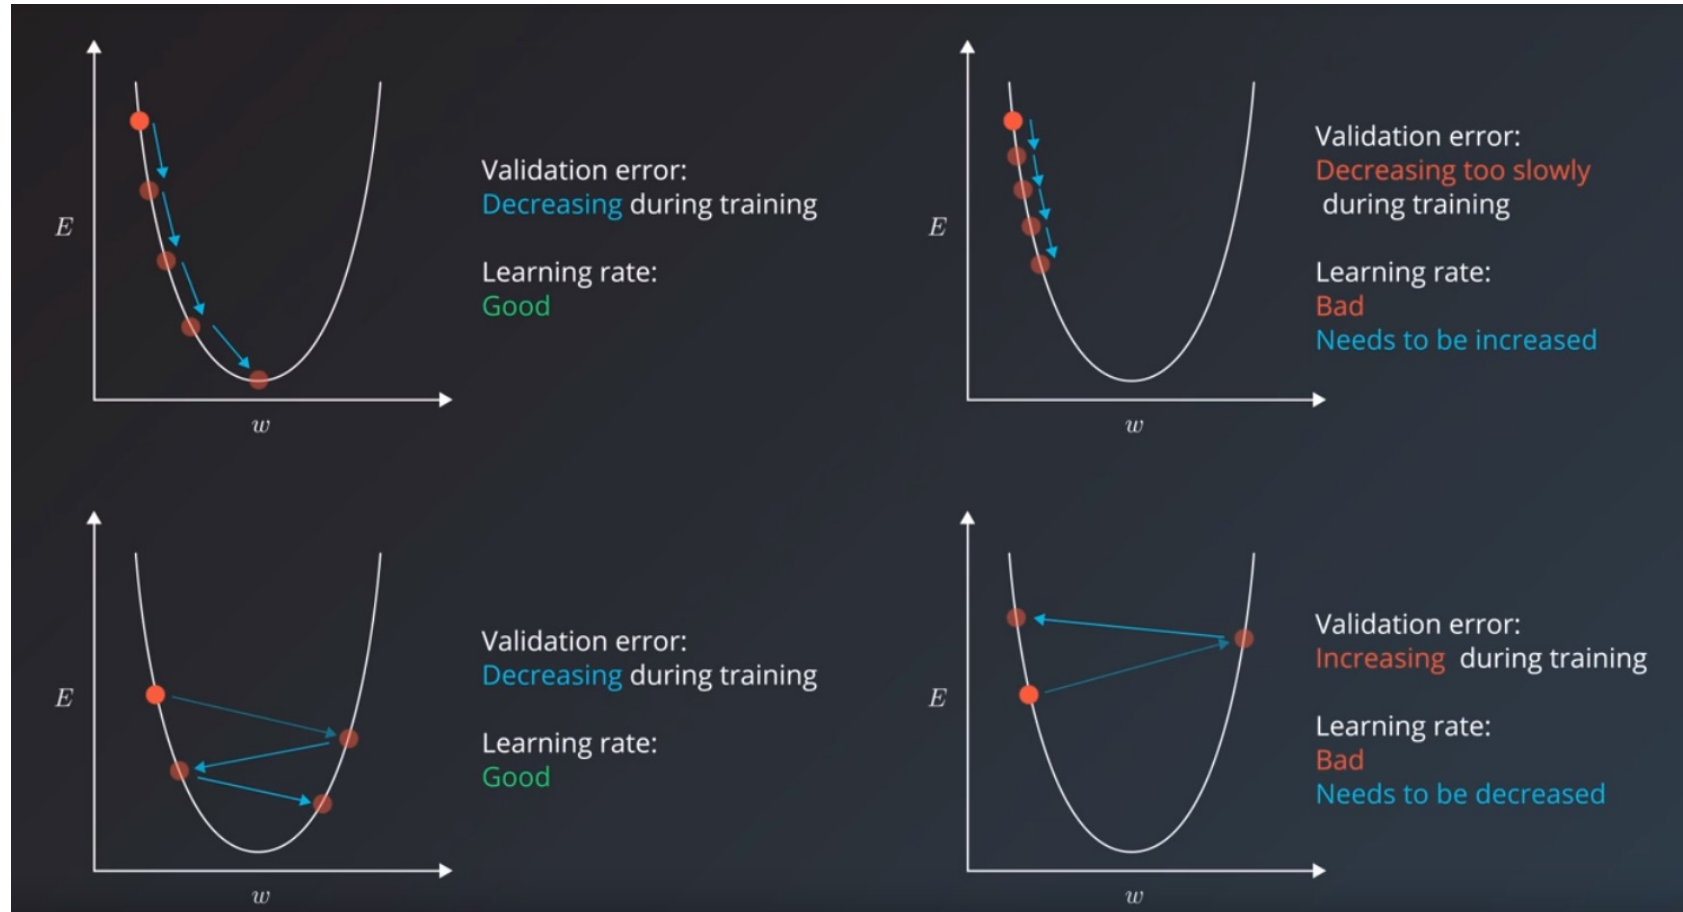 E
w
Validation error:
Decreasing during training
Learning rate:
Good
E
w
Validation error:
Decreasing too slowly
during training
Learning rate:
Bad
Needs to be increased
E
w
Validation error:
Decreasing during training
Learning rate:
Good
E
w
Validation error:
Increasing during training
Learning rate:
Bad
Needs to be decreased